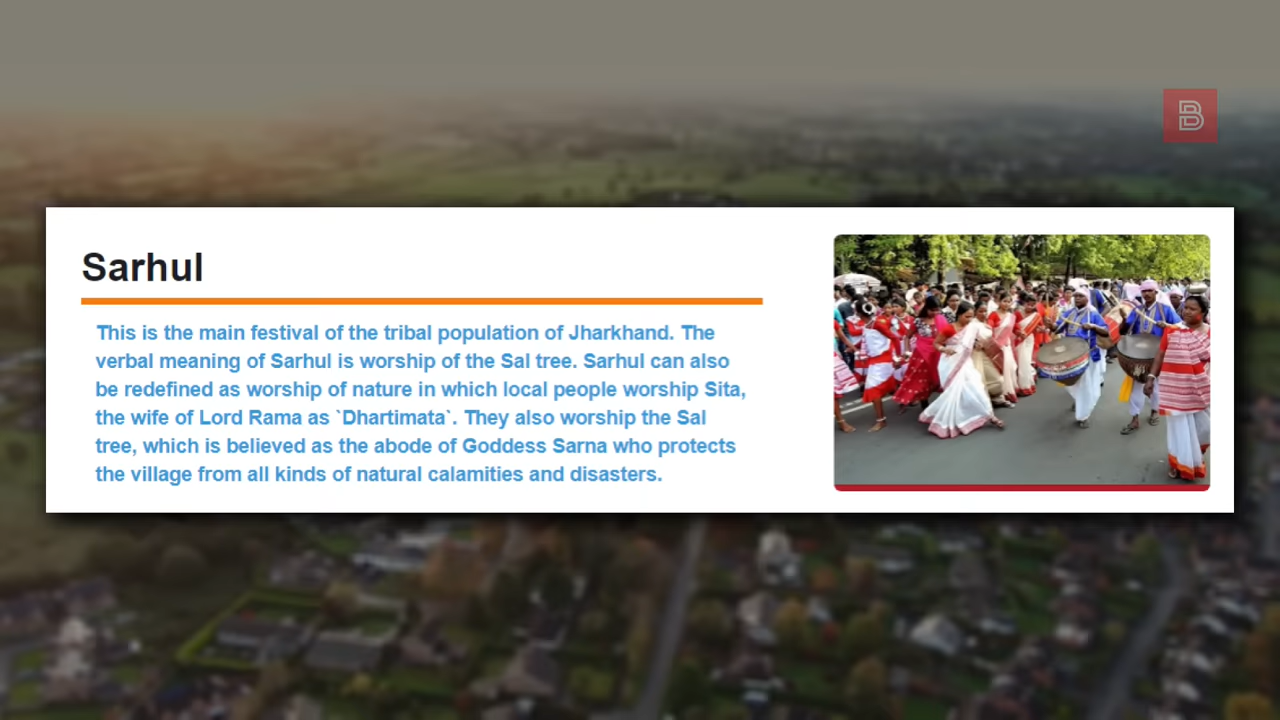 B
Sarhul
This is the main festival of the tribal population of Jharkhand. The
verbal meaning of Sarhul is worship of the Sal tree. Sarhul can also
be redefined as worship of nature in which local people worship Sita,
the wife of Lord Rama as `Dhartimata`. They also worship the Sal
tree, which is believed as the abode of Goddess Sarna who protects
the village from all kinds of natural calamities and disasters.